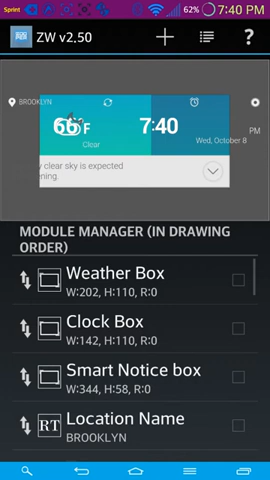 Sprint 62% 7:40 PM
ZW v2.50
BROOKLYN
66°F 7:40
PM
Clear Wed, October 8
y clear sky is expected
ening.
MODULE MANAGER (IN DRAWING
ORDER)
Weather Box
W:202, H:110, R:0
Clock Box
W:142, H:110, R:0
Smart Notice box
W:344, H:58, R:0
RT Location Name
BROOKLYN